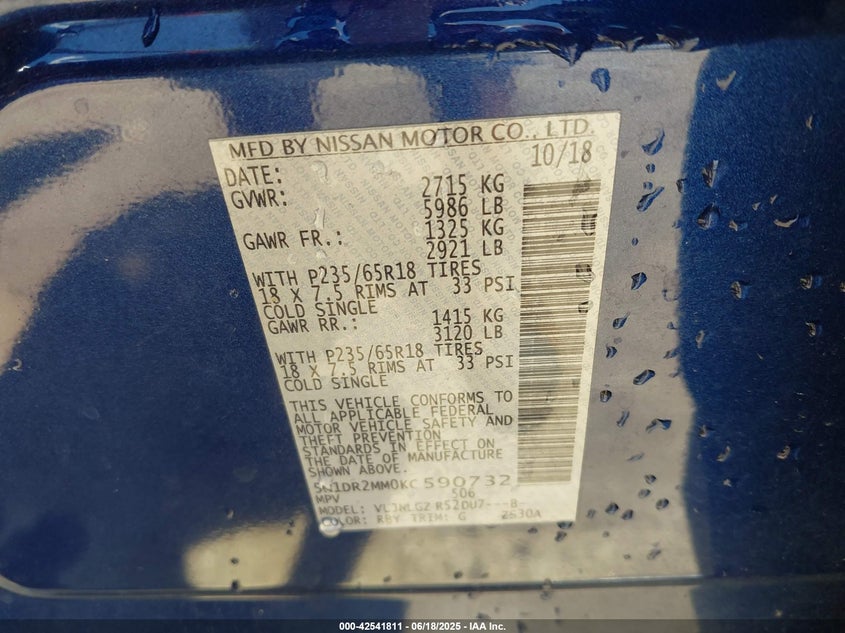 MFD BY NISSAN MOTOR CO., LTD.
DATE: 10/18
GVWR: 2715 KG
5986 LB
GAWR FR.: 1325 KG
2921 LB
WITH P235/65R18 TIRES
18 X 7.5 RIMS AT 33 PSI
COLD SINGLE
GAWR RR.: 1415 KG
3120 LB
WITH P235/65R18 TIRES
18 X 7.5 RIMS AT 33 PSI
COLD SINGLE
THIS VEHICLE CONFORMS TO
ALL APPLICABLE FEDERAL
MOTOR VEHICLE SAFETY AND
THEFT PREVENTION
STANDARDS IN EFFECT ON
THE DATE OF MANUFACTURE
SHOWN ABOVE.
5N1DR2MM0KC590732
MPV 506
MODEL: R52DU7---B-
COLOR: RBY TRIM: G 2530A
000-42541811 - 06/18/2025 - IAA Inc.